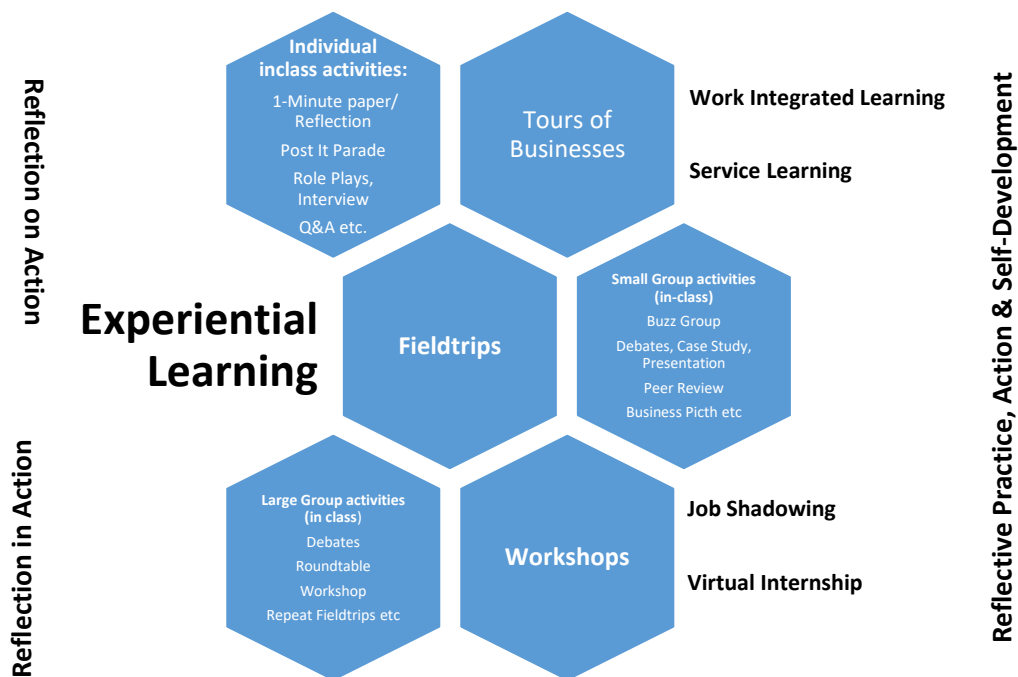 Reflection on Action
Individual
inclass activities:
1-Minute paper/
Reflection
Post It Parade
Role Plays,
Interview
Q&A etc.
Tours of
Businesses
Work Integrated Learning
Service Learning
Experiential
Learning
Fieldtrips
Small Group activities
(in-class)
Buzz Group
Debates, Case Study,
Presentation
Peer Review
Business Picth etc
Reflection in Action
Large Group activities
(in class)
Debates
Roundtable
Workshop
Repeat Fieldtrips etc
Workshops
Job Shadowing
Virtual Internship
Reflective Practice, Action & Self-Development